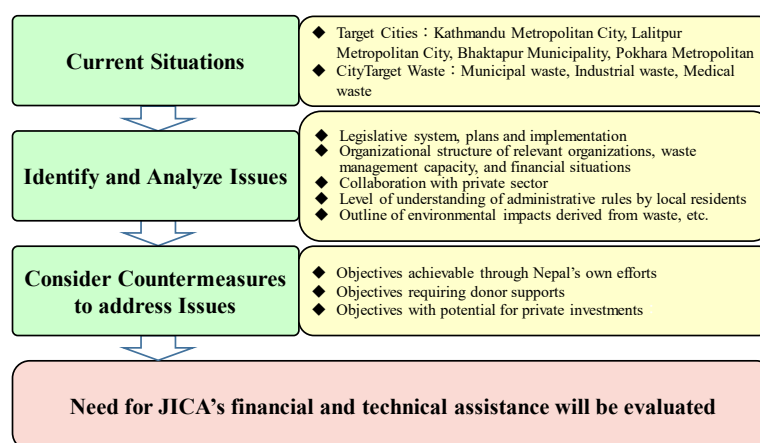 Current Situations
◆ Target Cities：Kathmandu Metropolitan City, Lalitpur
Metropolitan City, Bhaktapur Municipality, Pokhara Metropolitan
◆ CityTarget Waste：Municipal waste, Industrial waste, Medical
waste
Identify and Analyze Issues
◆ Legislative system, plans and implementation
◆ Organizational structure of relevant organizations, waste
management capacity, and financial situations
◆ Collaboration with private sector
◆ Level of understanding of administrative rules by local residents
◆ Outline of environmental impacts derived from waste, etc.
Consider Countermeasures
to address Issues
◆ Objectives achievable through Nepal’s own efforts
◆ Objectives requiring donor supports
◆ Objectives with potential for private investments
Need for JICA’s financial and technical assistance will be evaluated